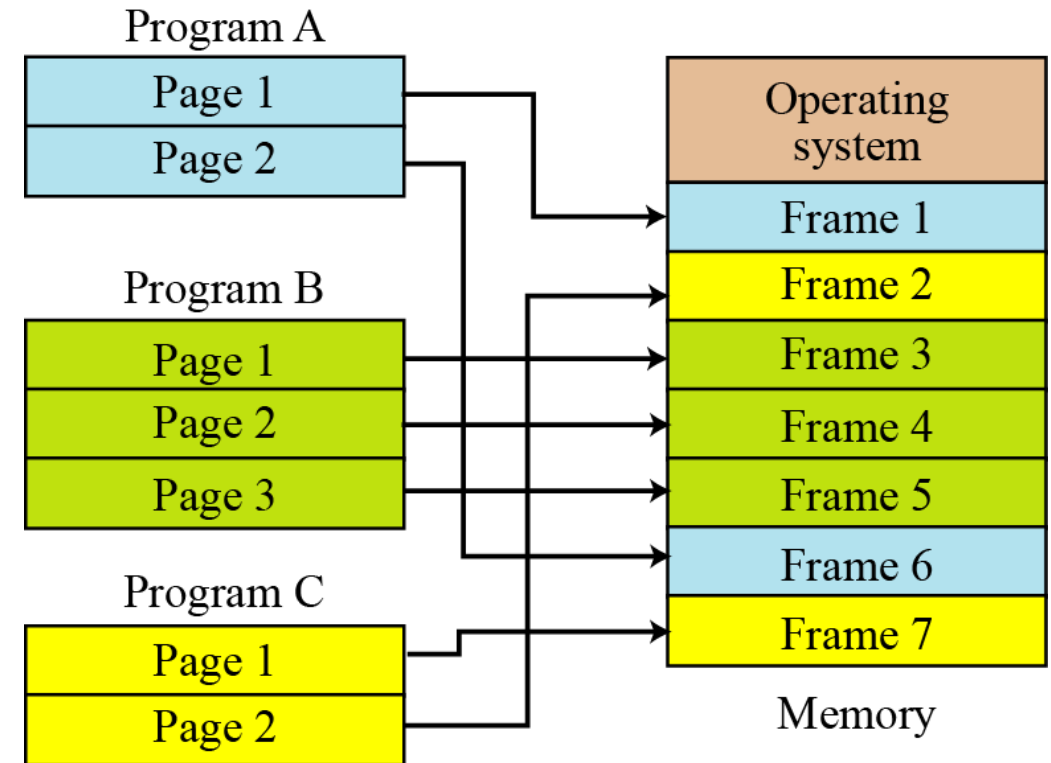 Program A
Page 1
Page 2
Program B
Page 1
Page 2
Page 3
Program C
Page 1
Page 2
Operating
system
Frame 1
Frame 2
Frame 3
Frame 4
Frame 5
Frame 6
Frame 7
Memory